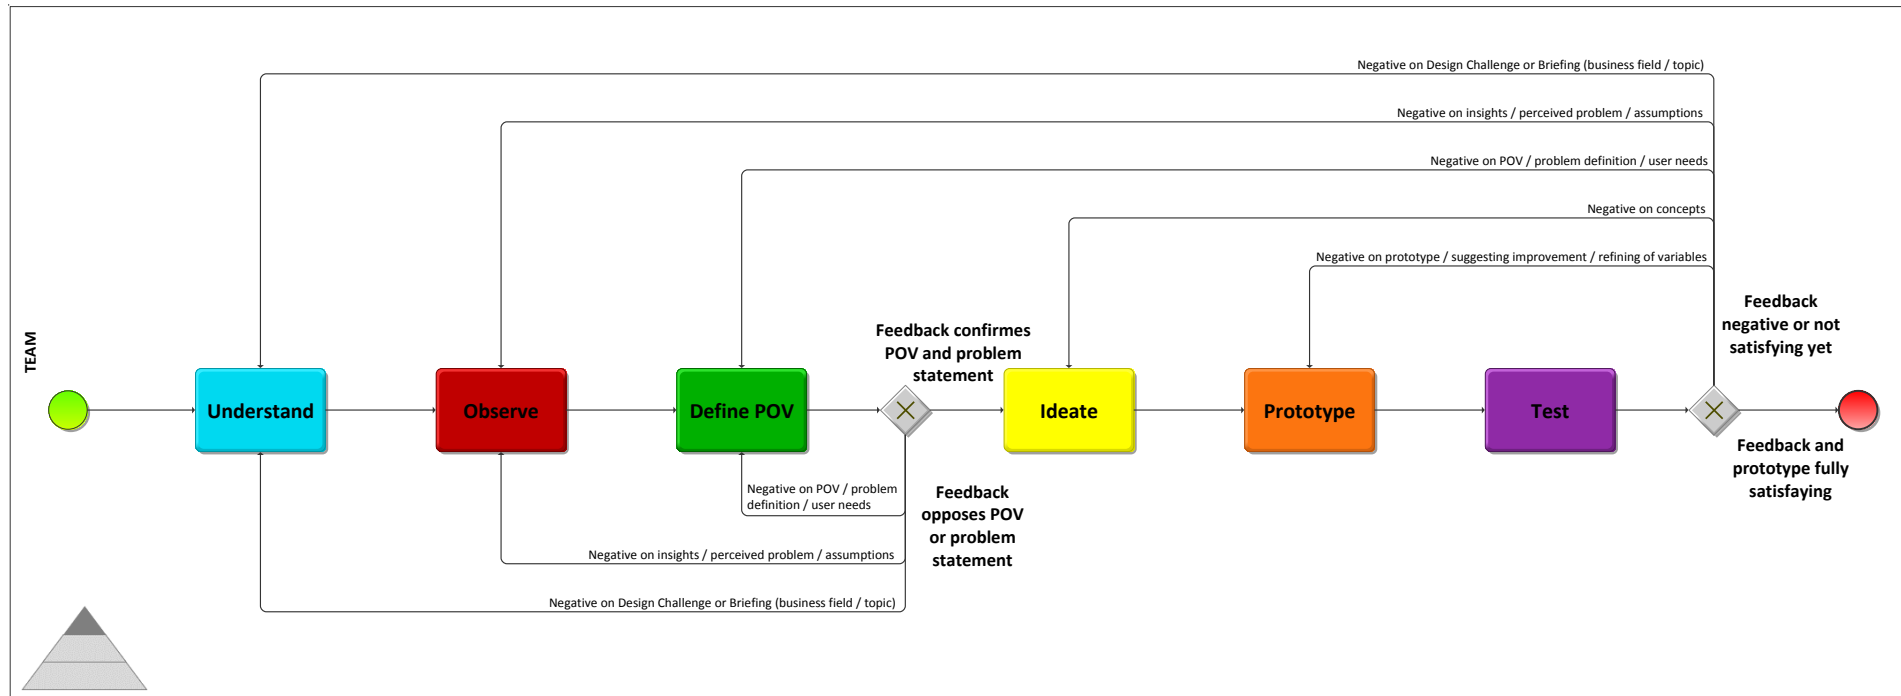 Negative on Design Challenge or Briefing (business field / topic)
Negative on insights / perceived problem / assumptions
Negative on POV / problem definition / user needs
Negative on concepts
Negative on prototype / suggesting improvement / refining of variables
Feedback
negative or not
satisfying yet
Feedback confirmes
POV and problem
statement
TEAM
Understand
Observe
Define POV
Ideate
Prototype
Test
Feedback and
prototype fully
satisfaying
Negative on POV / problem
definition / user needs
Feedback
opposes POV
or problem
statement
Negative on insights / perceived problem / assumptions
Negative on Design Challenge or Briefing (business field / topic)